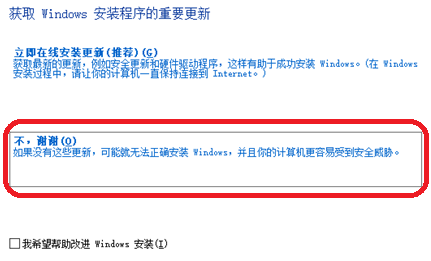 获取 Windows 安装程序的重要更新
立即在线安装更新(推荐)(G)
获取最新的更新，例如安全更新和硬件驱动程序，这样有助于成功安装 Windows。(在 Windows
安装过程中，请让你的计算机一直保持连接到 Internet。)
不，谢谢(O)
如果没有这些更新，可能就无法正确安装 Windows，并且你的计算机更容易受到安全威胁。
我希望帮助改进 Windows 安装(I)